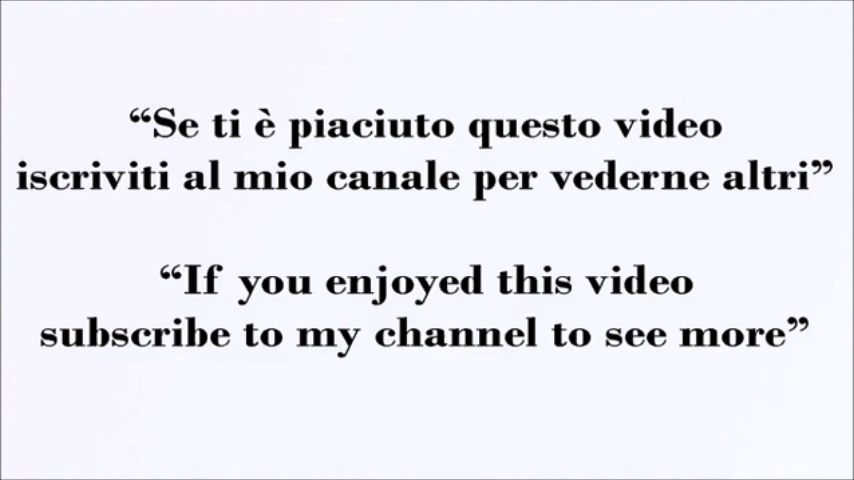 “Se ti è piaciuto questo video
iscriviti al mio canale per vederne altri”
“If you enjoyed this video
subscribe to my channel to see more”